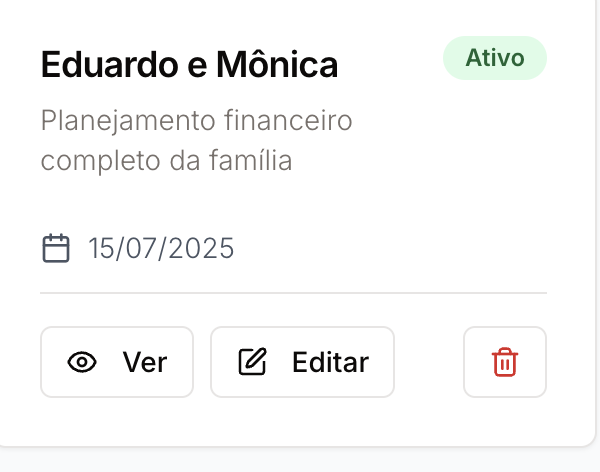 Eduardo e Mônica
Ativo
Planejamento financeiro
completo da família
15/07/2025
Ver
Editar